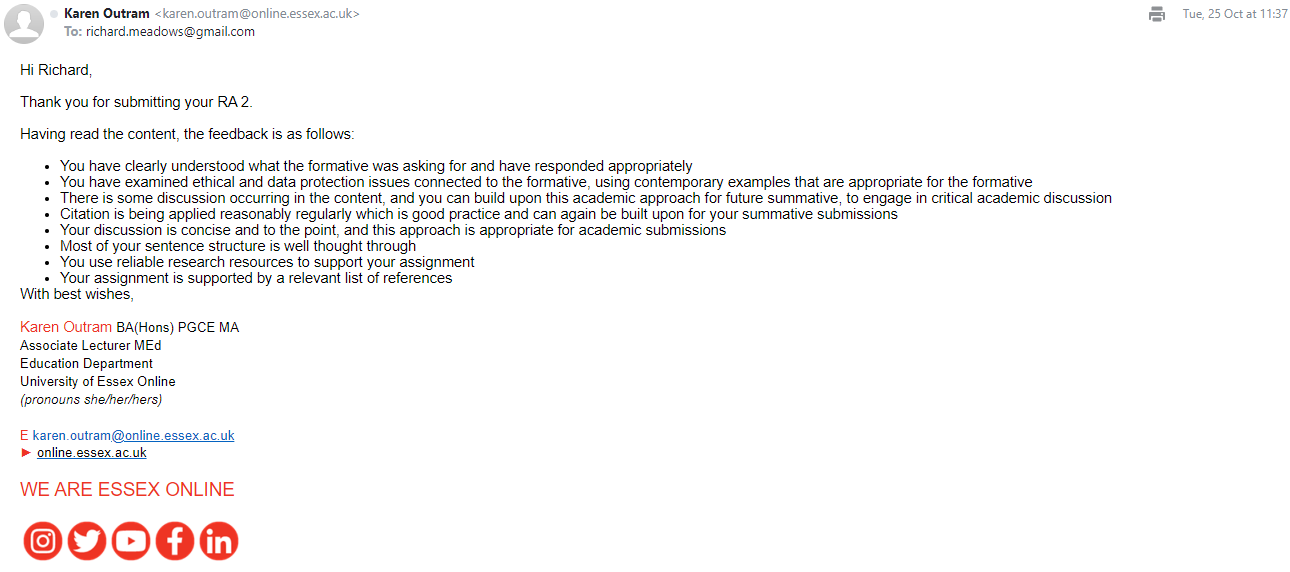 Karen Outram <karen.outram@online.essex.ac.uk>
Tue, 25 Oct at 11:37
To: richard.meadows@gmail.com
Hi Richard,
Thank you for submitting your RA 2.
Having read the content, the feedback is as follows:
• You have clearly understood what the formative was asking for and have responded appropriately
• You have examined ethical and data protection issues connected to the formative, using contemporary examples that are appropriate for the formative
• There is some discussion occurring in the content, and you can build upon this academic approach for future summative, to engage in critical academic discussion
• Citation is being applied reasonably regularly which is good practice and can again be built upon for your summative submissions
• Your discussion is concise and to the point, and this approach is appropriate for academic submissions
• Most of your sentence structure is well thought through
• You use reliable research resources to support your assignment
• Your assignment is supported by a relevant list of references
With best wishes,
Karen Outram BA(Hons) PGCE MA
Associate Lecturer MEd
Education Department
University of Essex Online
(pronouns she/her/hers)
E karen.outram@online.essex.ac.uk
► online.essex.ac.uk
WE ARE ESSEX ONLINE